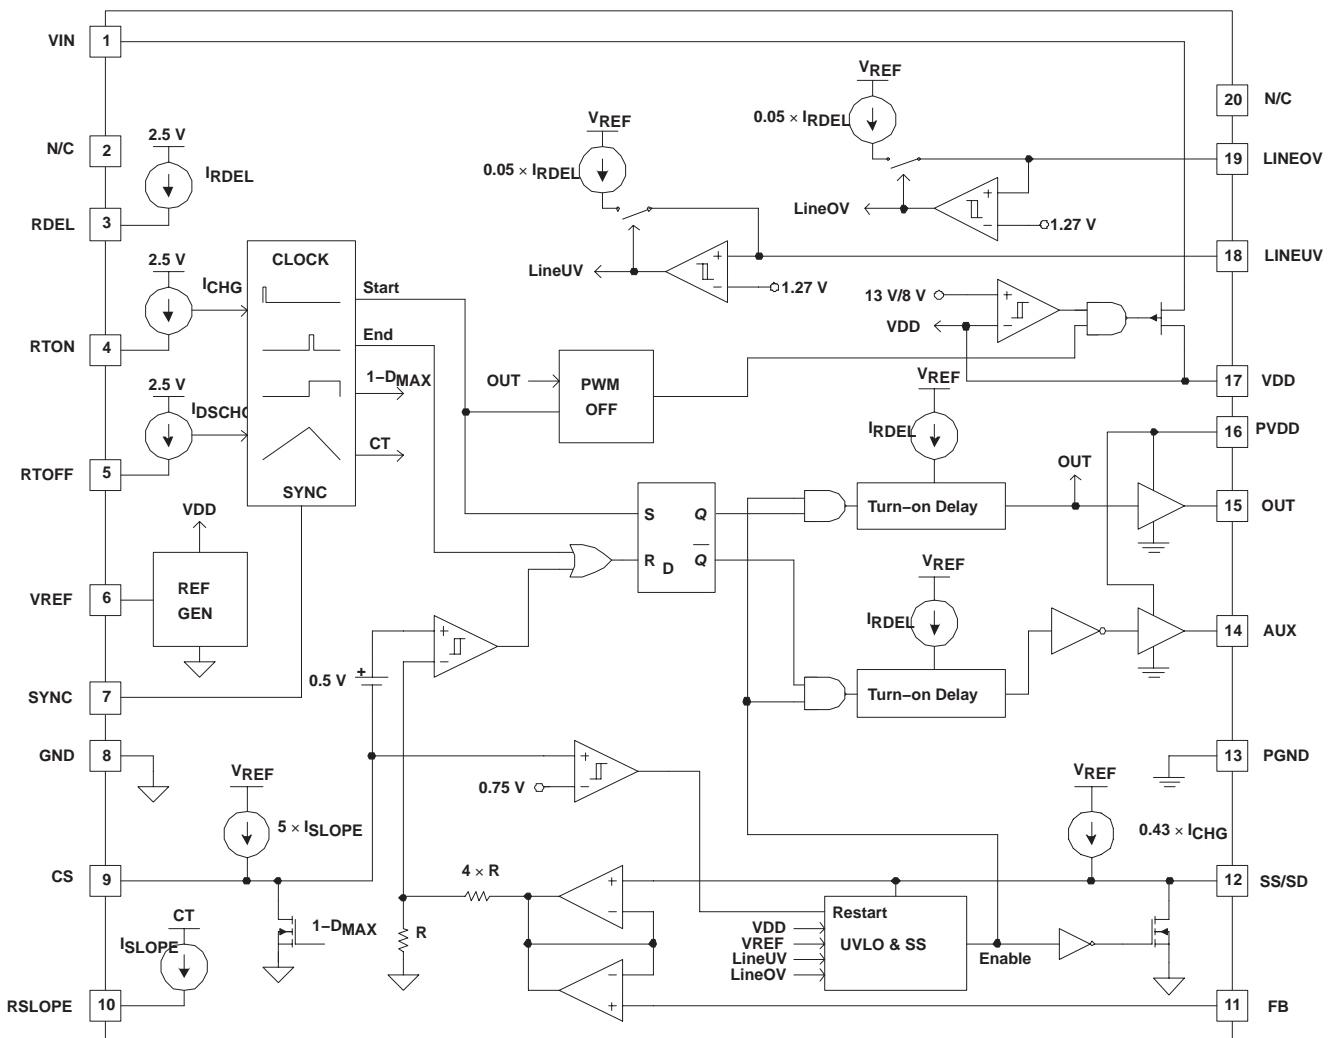 VIN 1
N/C 2
2.5 V
IRDEL
RDEL 3
2.5 V
ICHG
RTON 4
2.5 V
IDSCHG
RTOFF 5
CLOCK
SYNC
Start
End
1−DMAX
CT
VDD
REF
GEN
VREF 6
SYNC 7
GND 8
VREF
5 × ISLOPE
CS 9
CT
ISLOPE
1−DMAX
RSLOPE 10
0.5 V
+
+
−
4 × R
R
0.75 V
+
−
+
−
−
+
VREF
0.05 × IRDEL
LineUV
+
−
1.27 V
VREF
0.05 × IRDEL
LineOV
+
−
1.27 V
13 V/8 V
+
−
VDD
OUT
PWM
OFF
S Q
R D Q
VREF
IRDEL
Turn−on Delay
OUT
VREF
IRDEL
Turn−on Delay
Restart
UVLO & SS
VDD
VREF
LineUV
LineOV
Enable
VREF
0.43 × ICHG
20 N/C
19 LINEOV
18 LINEUV
17 VDD
16 PVDD
15 OUT
14 AUX
13 PGND
12 SS/SD
11 FB